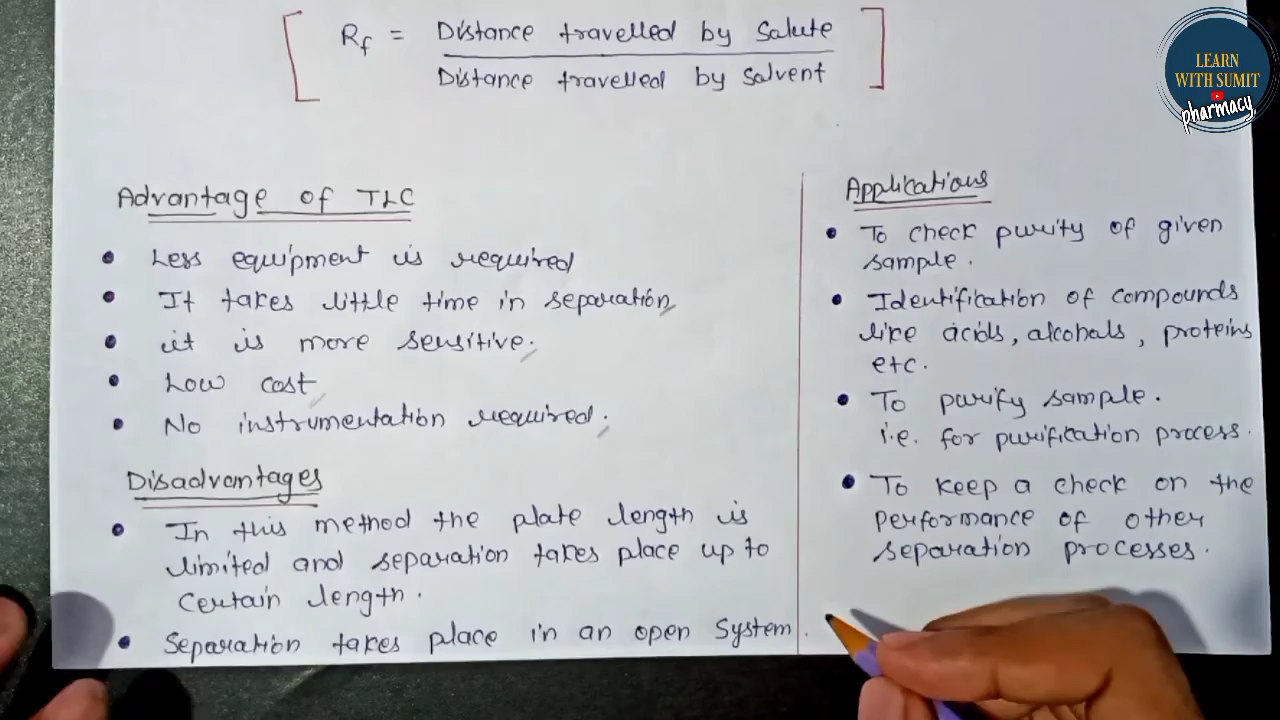 Rf = Distance travelled by Salute
Distance travelled by Salvent
LEARN
WITH SUMIT
pharmacy
Advantage of TLC
• Less equipment is required
• It takes little time in separation
• it is more sensitive.
• Low cost
• No instrumentation required.
Disadvantages
• In this method the plate length is
limited and separation takes place up to
certain length.
• Separation takes place in an open System.
Applications
• To check purity of given
sample.
• Identification of compounds
like acids, alcohals, proteins
etc.
• To purify sample.
i.e. for purification process.
• To keep a check on the
performance of other
separation processes.